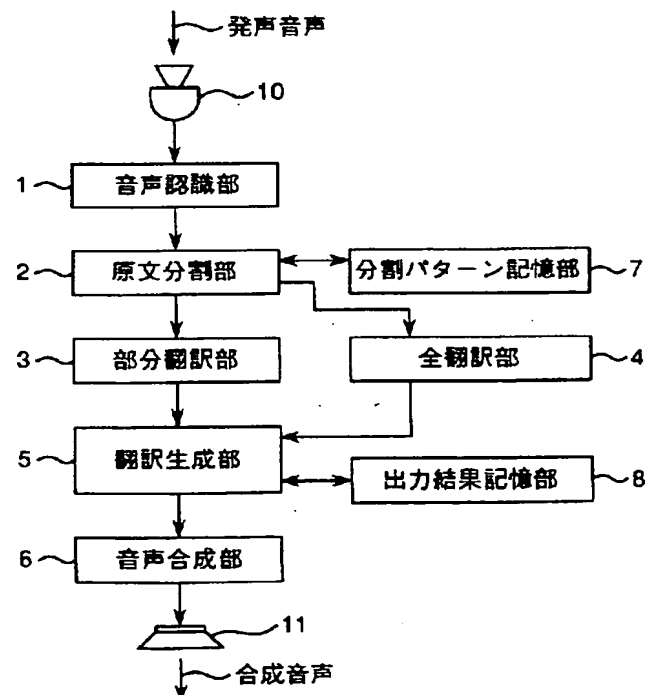 発声音声
10
1 音声認識部
2 原文分割部 分割パターン記憶部 7
3 部分翻訳部 全翻訳部 4
5 翻訳生成部
出力結果記憶部 8
6 音声合成部
11
合成音声